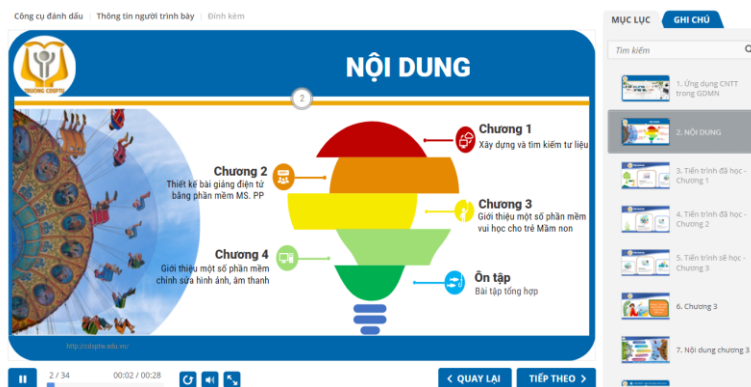 Công cụ đánh dấu
Thông tin người trình bày
Đính kèm
MỤC LỤC
GHI CHÚ
TRƯỜNG CĐSPTƯ
NỘI DUNG
2
Chương 1
Xây dựng và tìm kiếm tư liệu
Chương 2
Thiết kế bài giảng điện tử
bằng phần mềm MS. PP
Chương 3
Giới thiệu một số phần mềm
vui học cho trẻ Mầm non
Chương 4
Giới thiệu một số phần mềm
chỉnh sửa hình ảnh, âm thanh
Ôn tập
Bài tập tổng hợp
http://cdsptw.edu.vn/
Tìm kiếm
1. Ứng dụng CNTT
trong GDMN
2. NỘI DUNG
3. Tiến trình đã học -
Chương 1
4. Tiến trình đã học -
Chương 2
5. Tiến trình sẽ học -
Chương 3
6. Chương 3
7. Nội dung chương 3
2 / 34
00:02 / 00:28
QUAY LẠI
TIẾP THEO